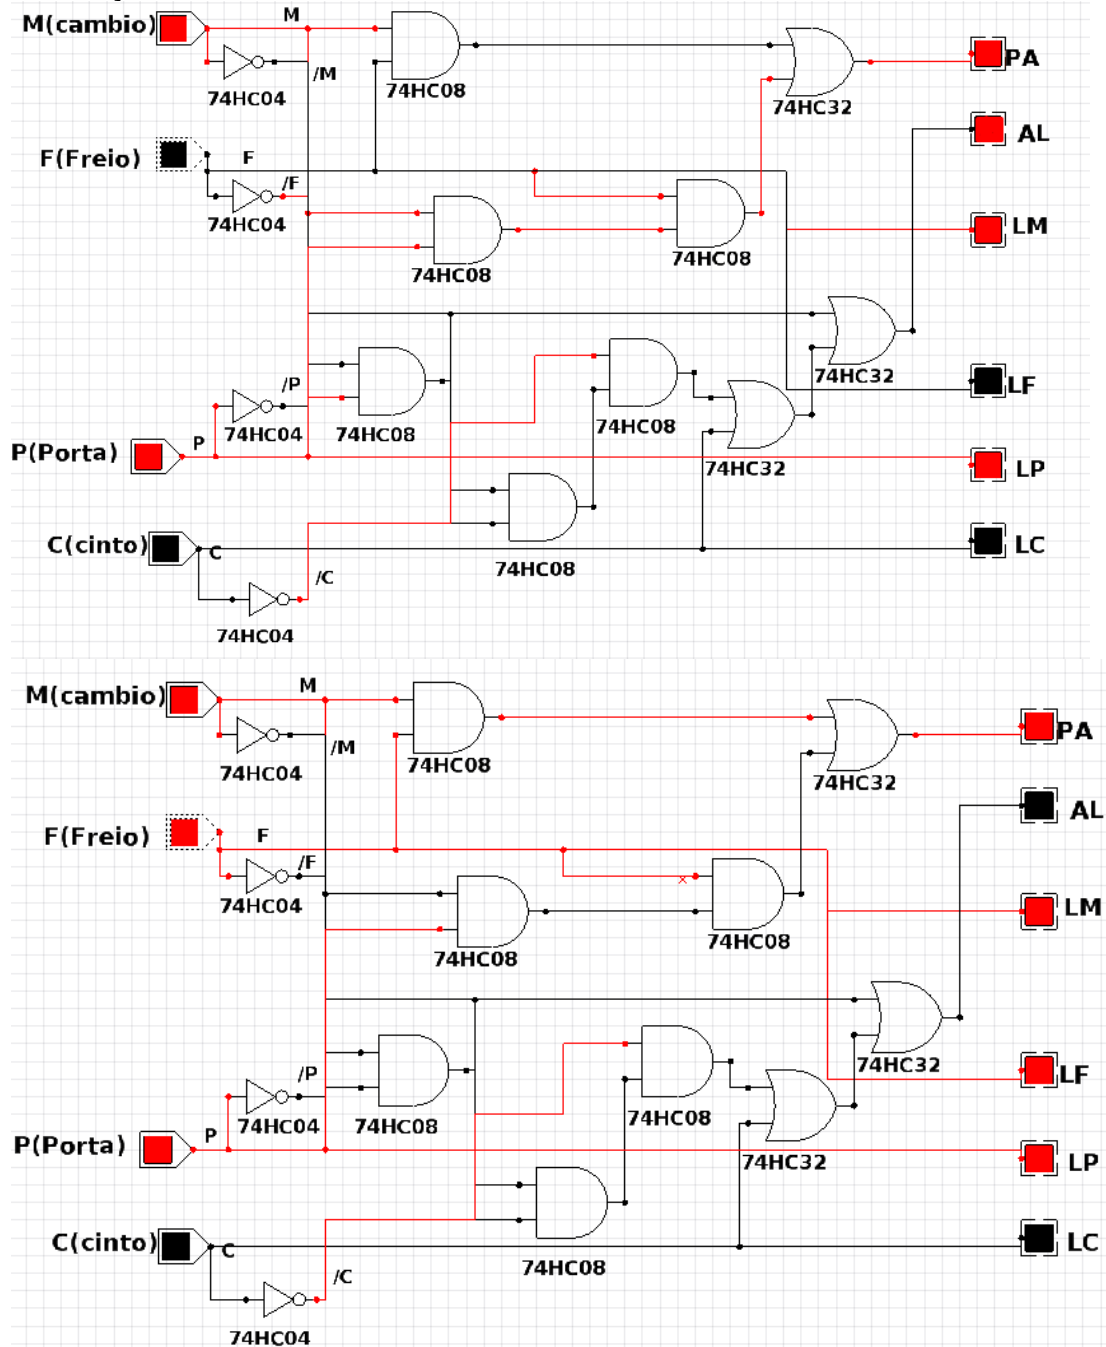 M(cambio) M PA
/M
74HC04 74HC08 74HC32
AL
F(Freio) F
/F
74HC04
LM
74HC08 74HC08
/P 74HC32 LF
74HC04 74HC08 74HC08
P(Porta) P 74HC32 LP
C(cinto) C LC
74HC08
/C
74HC04
M(cambio) M PA
/M
74HC04 74HC08 74HC32
AL
F(Freio) F
/F
74HC04 LM
74HC08 74HC08
74HC32 LF
/P
74HC04 74HC08 74HC08
P(Porta) P 74HC32 LP
C(cinto) C LC
74HC08
/C
74HC04